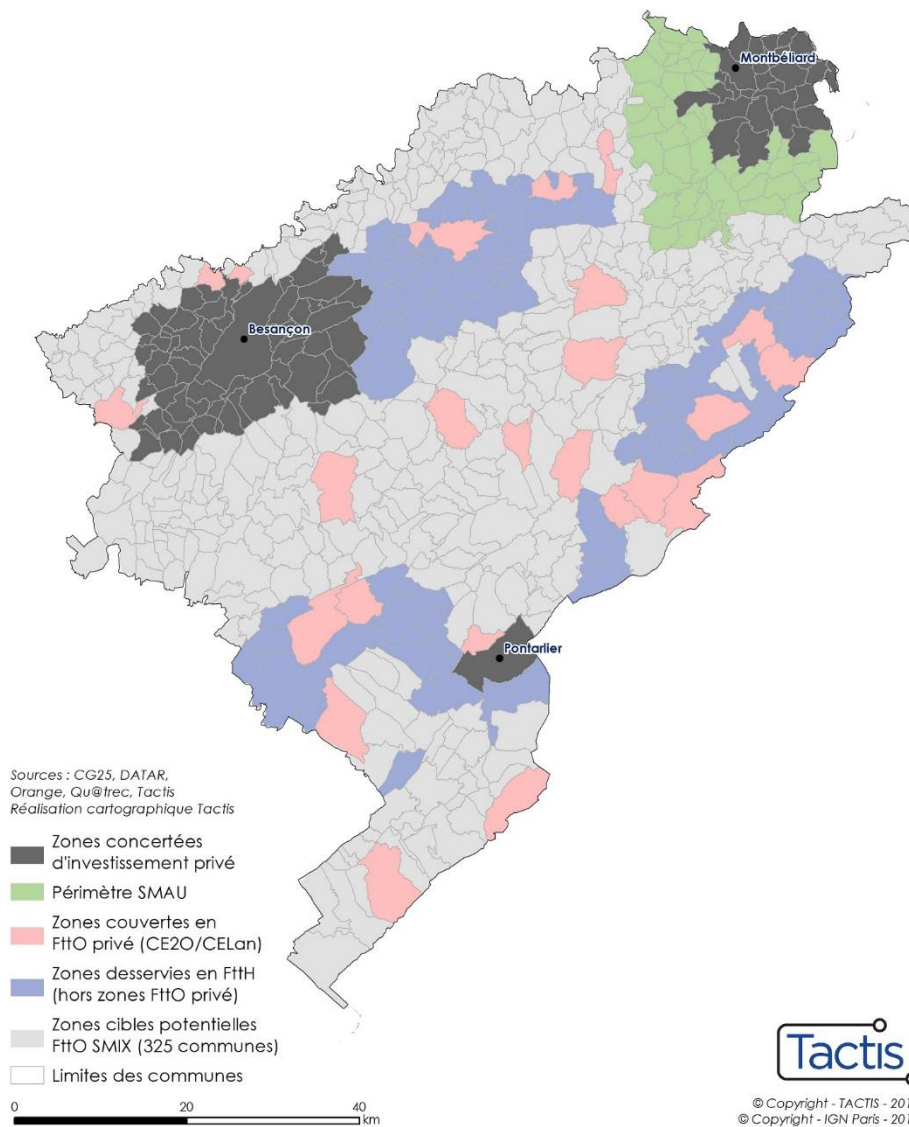 Montbéliard
Besançon
Pontarlier
Sources : CG25, DATAR,
Orange, Qu@trec, Tactis
Réalisation cartographique Tactis
Zones concertées
d'investissement privé
Périmètre SMAU
Zones couvertes en
FttO privé (CE2O/CELan)
Zones desservies en FttH
(hors zones FttO privé)
Zones cibles potentielles
FttO SMIX (325 communes)
Limites des communes
0 20 40
km
Tactis
© Copyright - TACTIS - 201
© Copyright - IGN Paris - 201